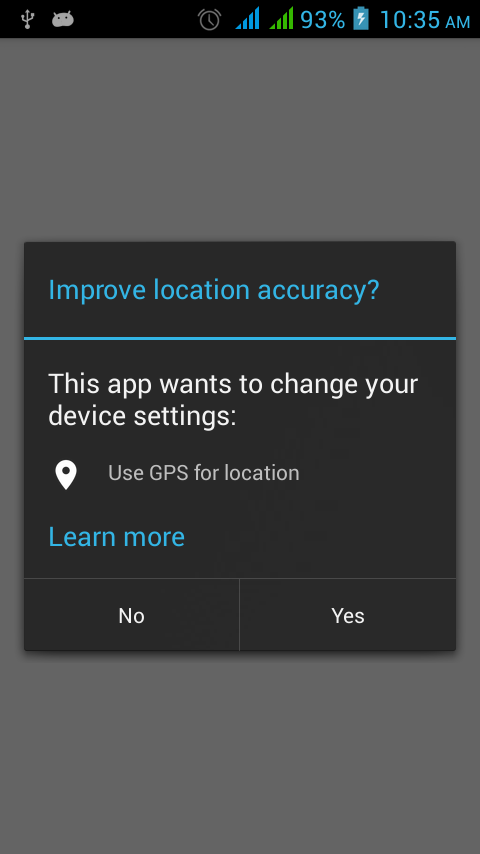 93% 10:35 AM
Improve location accuracy?
This app wants to change your
device settings:
Use GPS for location
Learn more
No Yes